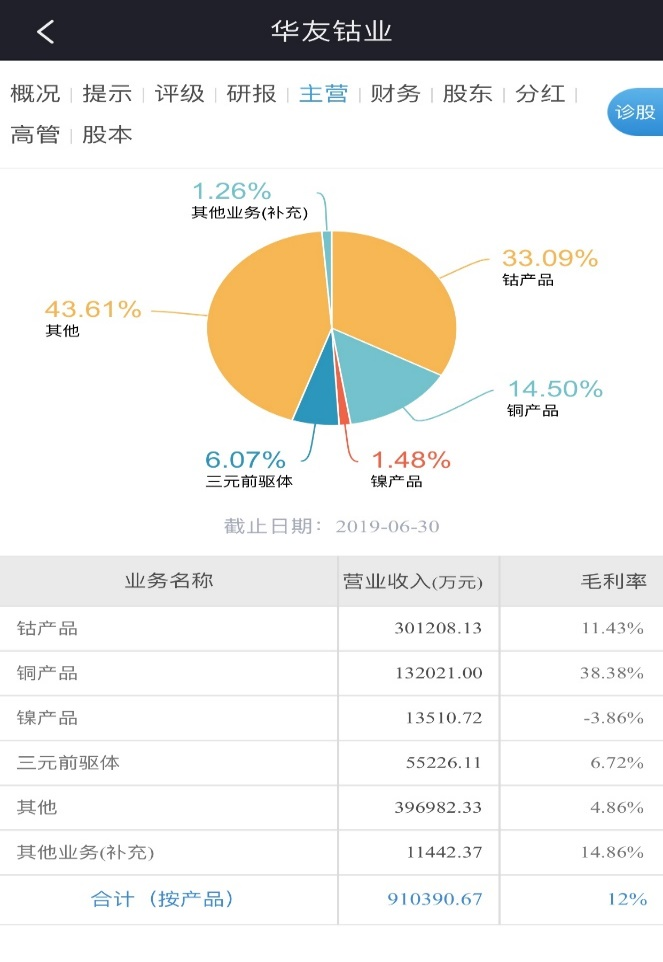 华友钴业
概况 提示 评级 研报 主营 财务 股东 分红
高管 股本
诊股
1.26%
其他业务(补充)
33.09%
钴产品
43.61%
其他
14.50%
铜产品
6.07%
三元前驱体
1.48%
镍产品
截止日期：2019-06-30
业务名称 营业收入(万元) 毛利率
钴产品 301208.13 11.43%
铜产品 132021.00 38.38%
镍产品 13510.72 -3.86%
三元前驱体 55226.11 6.72%
其他 396982.33 4.86%
其他业务(补充) 11442.37 14.86%
合计（按产品） 910390.67 12%